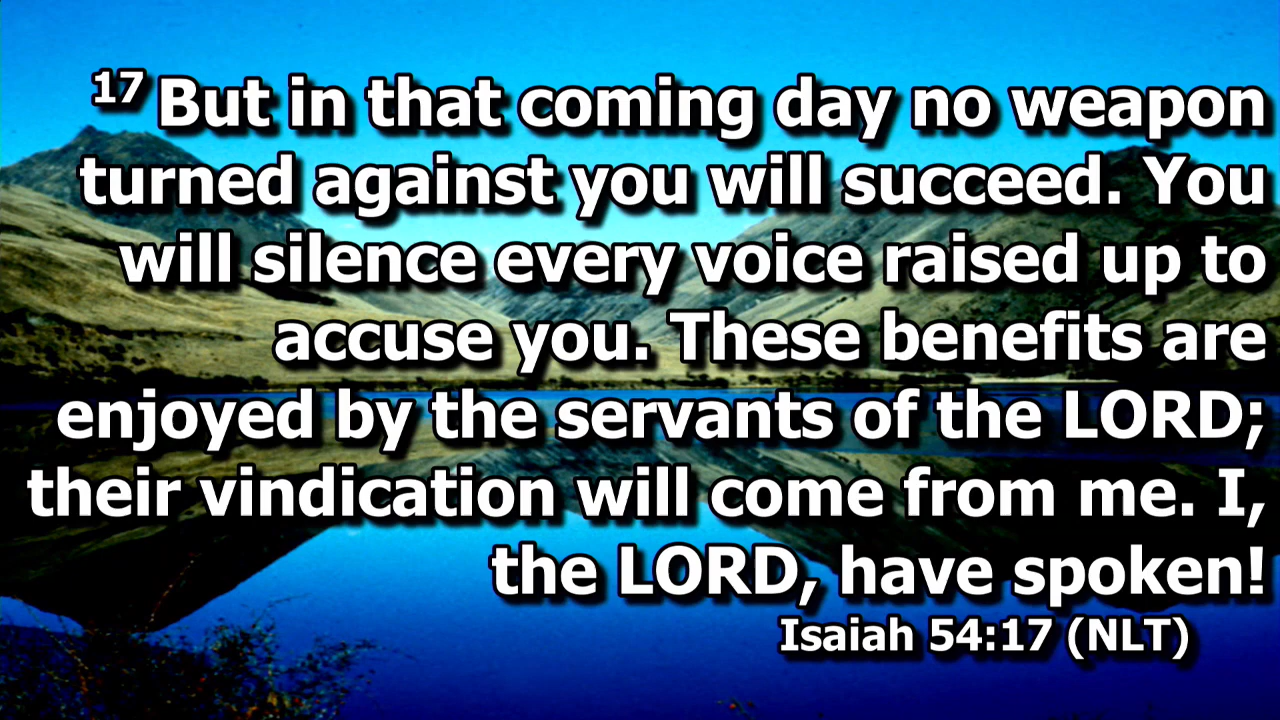 17 But in that coming day no weapon
turned against you will succeed. You
will silence every voice raised up to
accuse you. These benefits are
enjoyed by the servants of the LORD;
their vindication will come from me. I,
the LORD, have spoken!
Isaiah 54:17 (NLT)